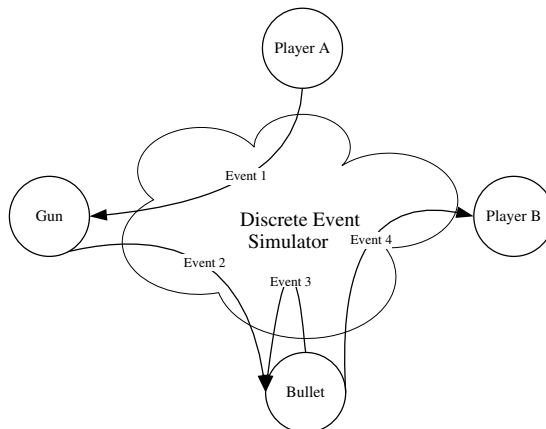 Player A
Event 1
Gun
Discrete Event
Simulator
Player B
Event 4
Event 2
Event 3
Bullet